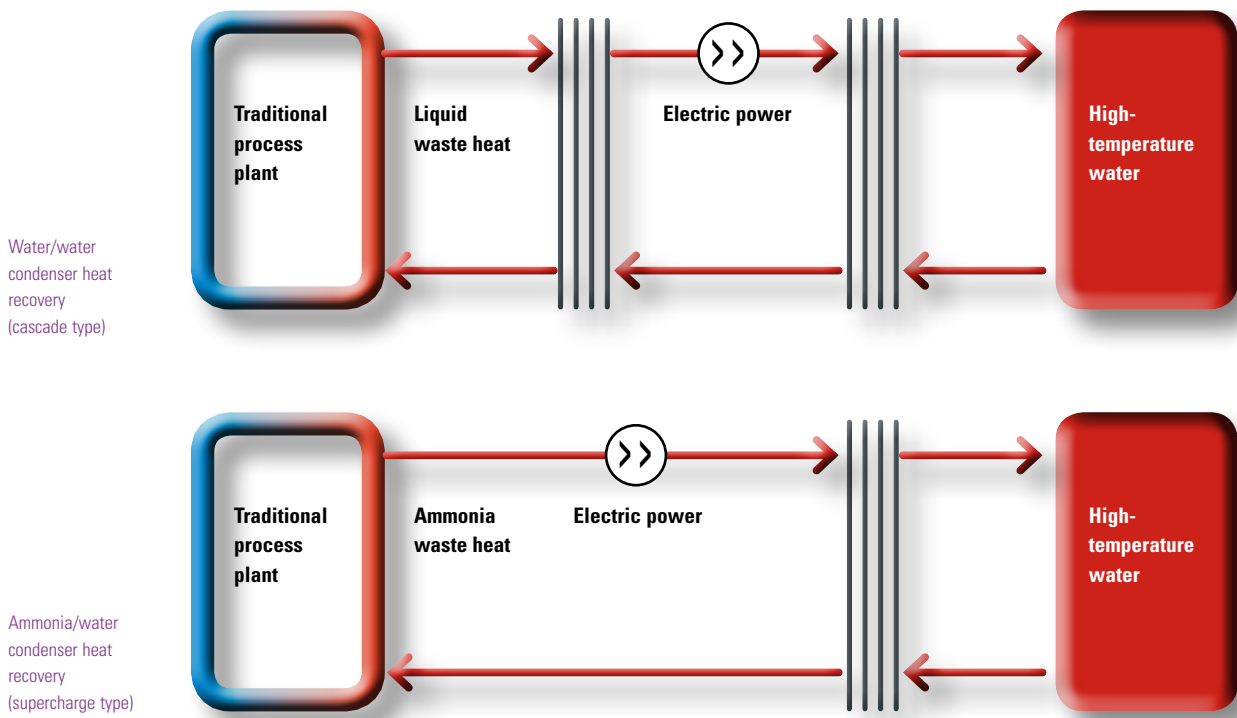 Traditional
process
plant
Liquid
waste heat
Electric power
High-
temperature
water
Water/water
condenser heat
recovery
(cascade type)
Traditional
process
plant
Ammonia
waste heat
Electric power
High-
temperature
water
Ammonia/water
condenser heat
recovery
(supercharge type)